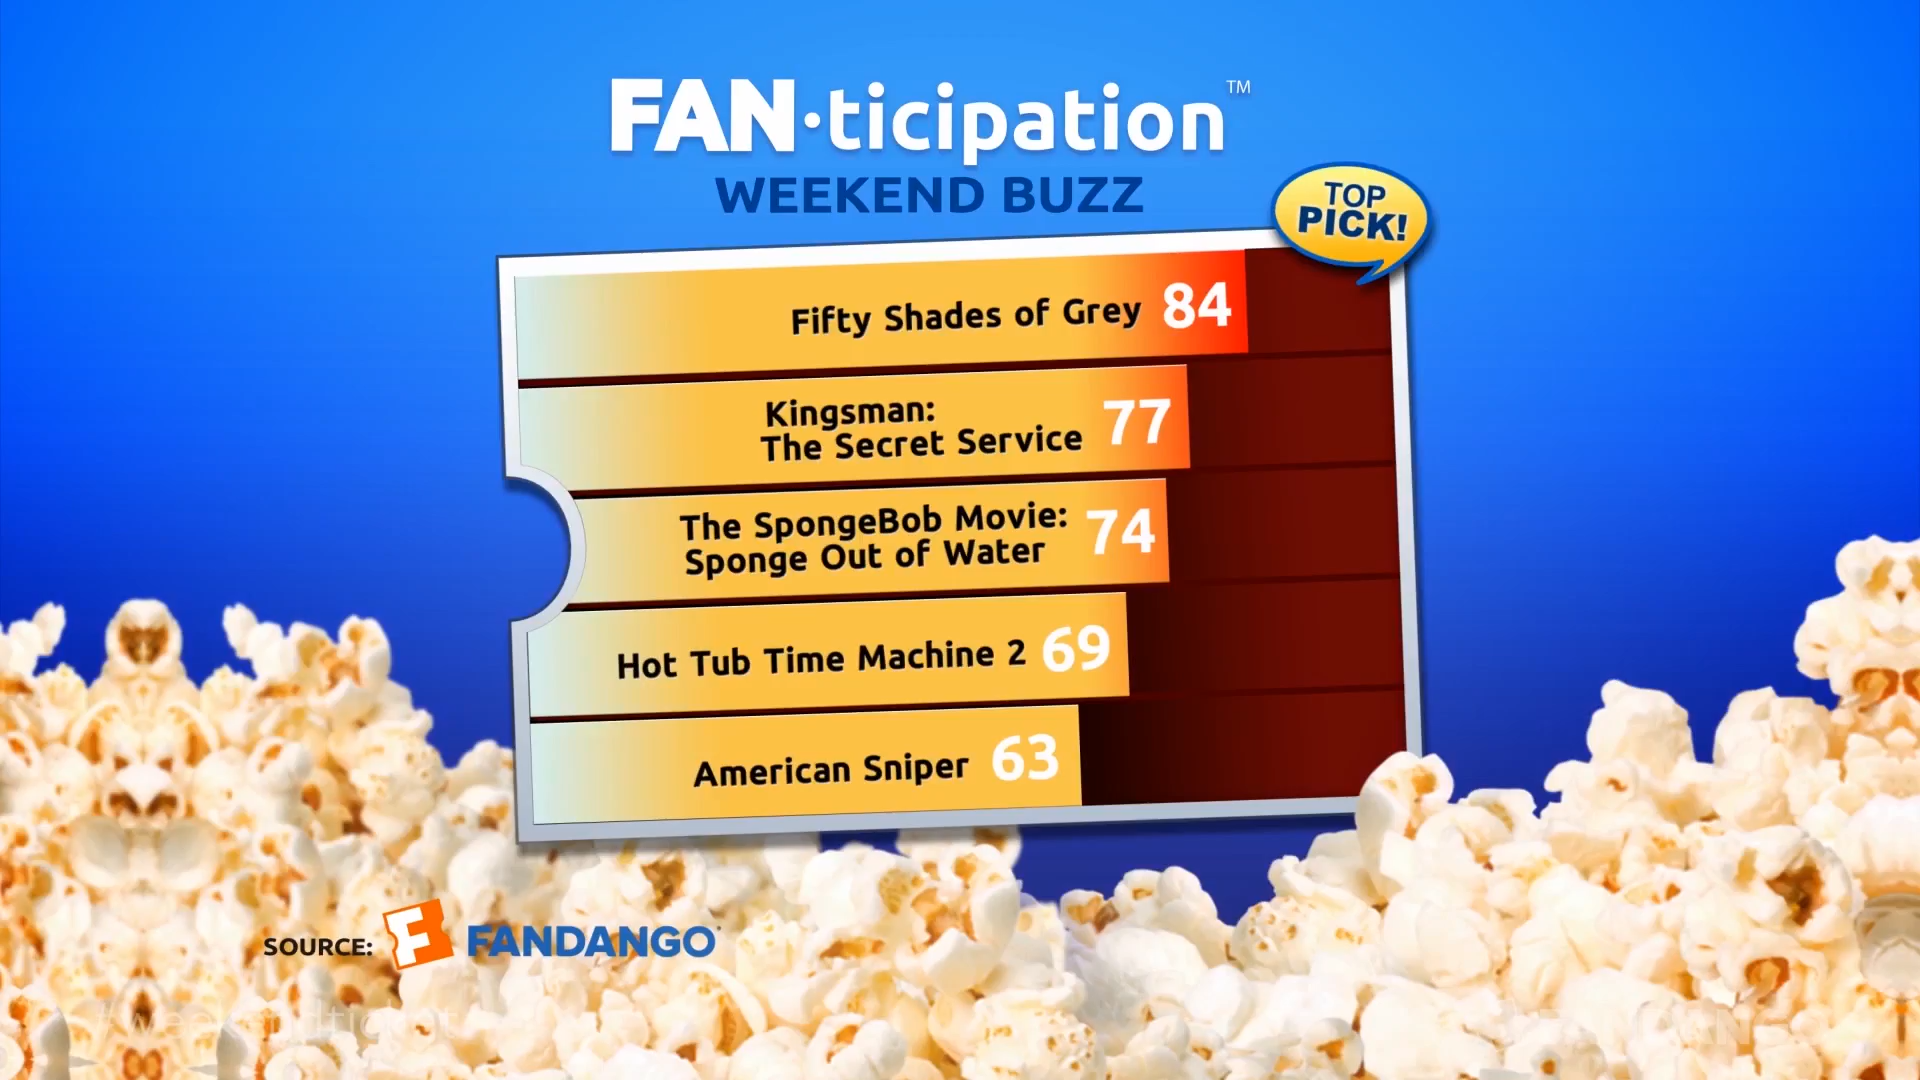 FAN•ticipation™
WEEKEND BUZZ
TOP
PICK!
Fifty Shades of Grey 84
Kingsman:
The Secret Service 77
The SpongeBob Movie:
Sponge Out of Water 74
Hot Tub Time Machine 2 69
American Sniper 63
SOURCE: F FANDANGO
#weekendticket